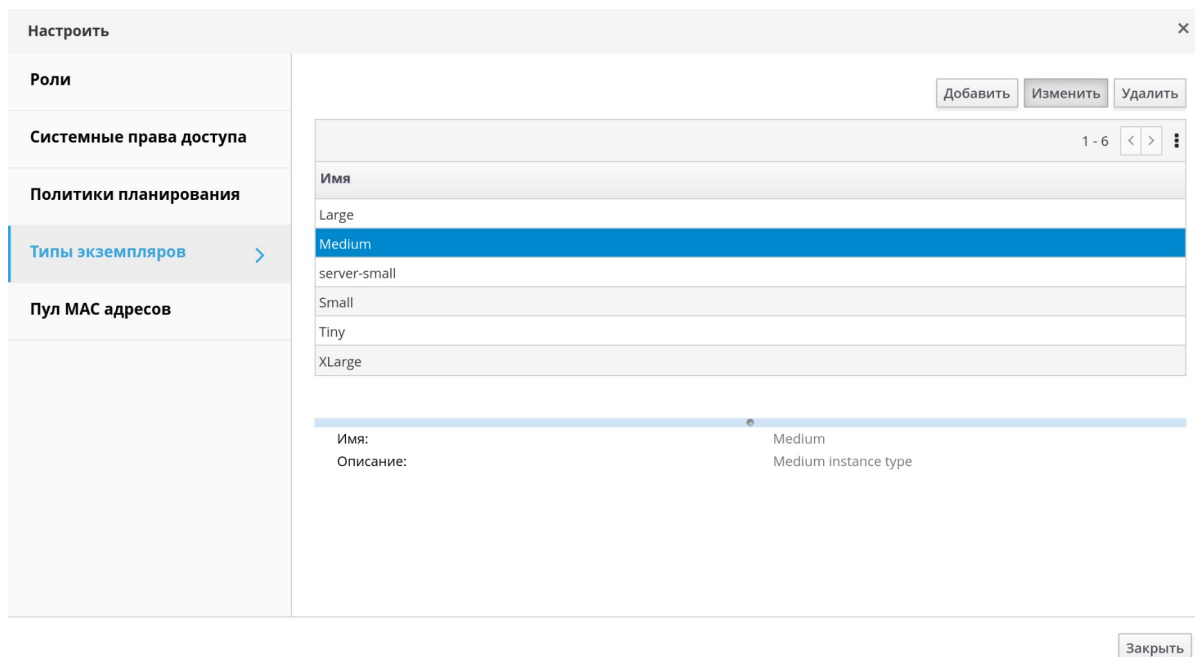 Настроить
×
Роли
Системные права доступа
Политики планирования
Типы экземпляров
Пул MAC адресов
Добавить Изменить Удалить
1 - 6
Имя
Large
Medium
server-small
Small
Tiny
XLarge
Имя: Medium
Описание: Medium instance type
Закрыть